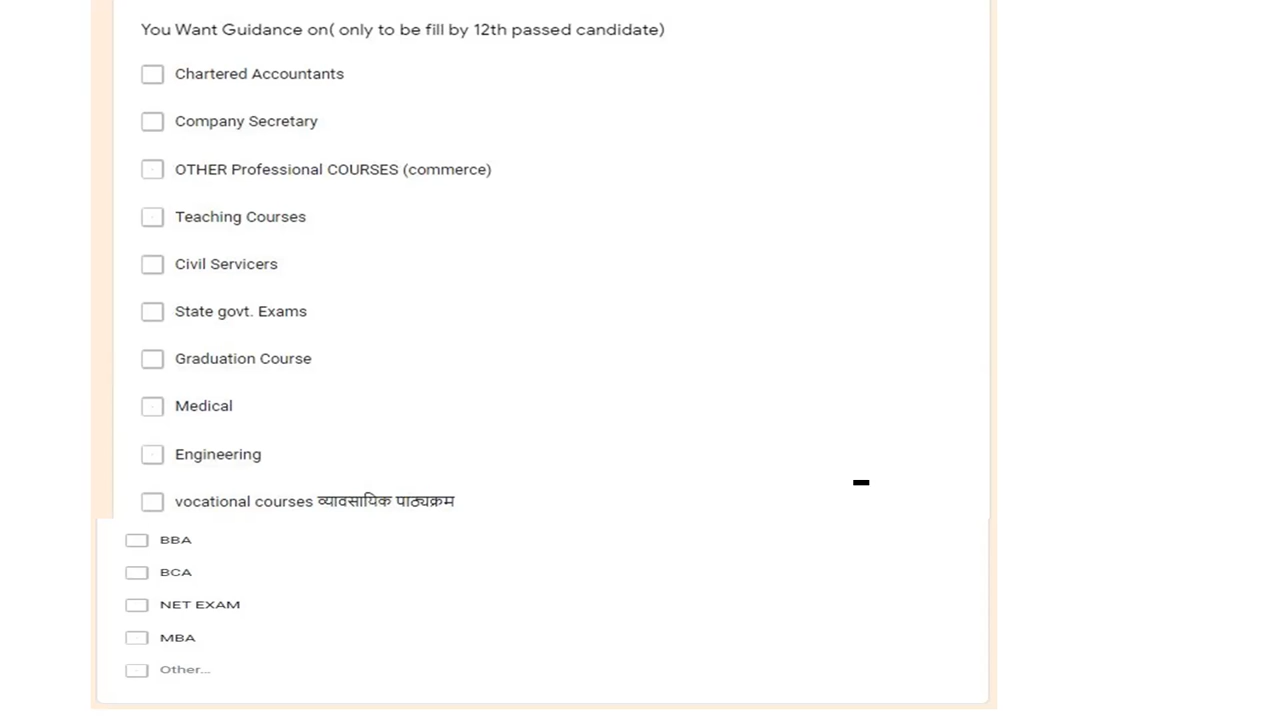 You Want Guidance on( only to be fill by 12th passed candidate)
Chartered Accountants
Company Secretary
OTHER Professional COURSES (commerce)
Teaching Courses
Civil Servicers
State govt. Exams
Graduation Course
Medical
Engineering
vocational courses व्यावसायिक पाठ्यक्रम
BBA
BCA
NET EXAM
MBA
Other...